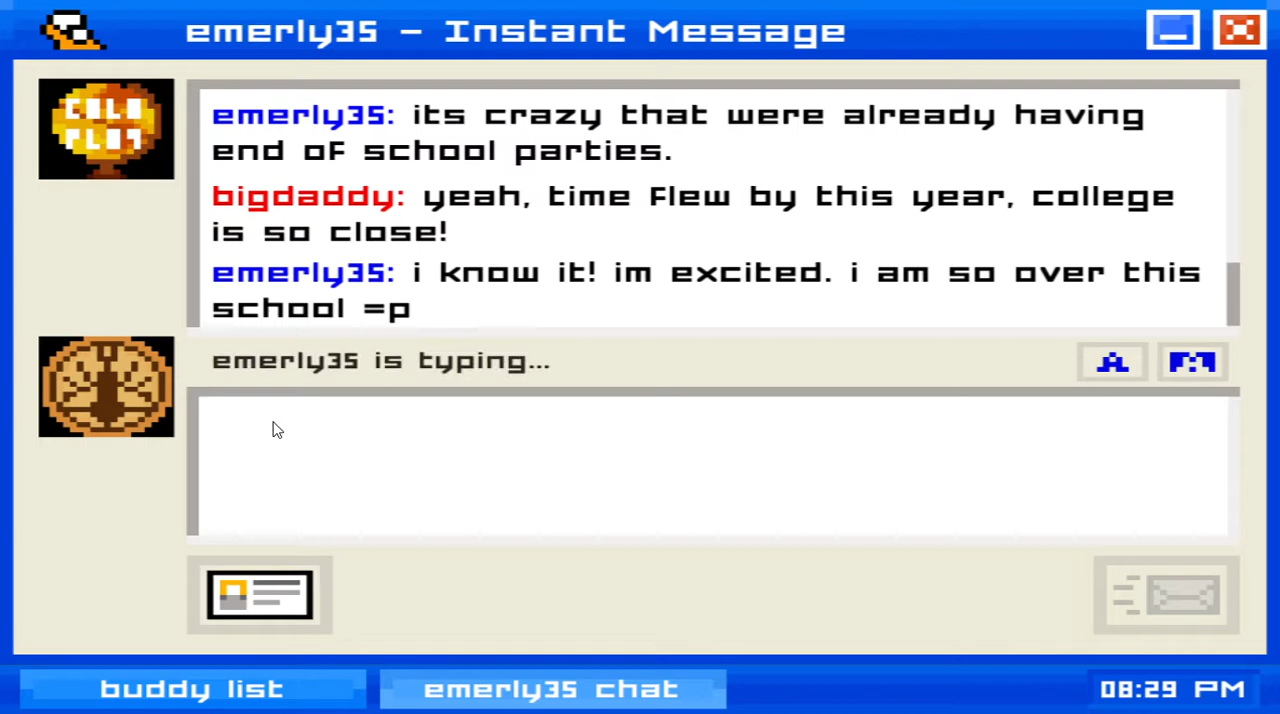 emerly35 - Instant Message
COLD
PLAY
emerly35: its crazy that were already having
end of school parties.
bigdaddy: yeah, time flew by this year, college
is so close!
emerly35: i know it! im excited. i am so over this
school =p
emerly35 is typing...
A
buddy list
emerly35 chat
08:29 PM